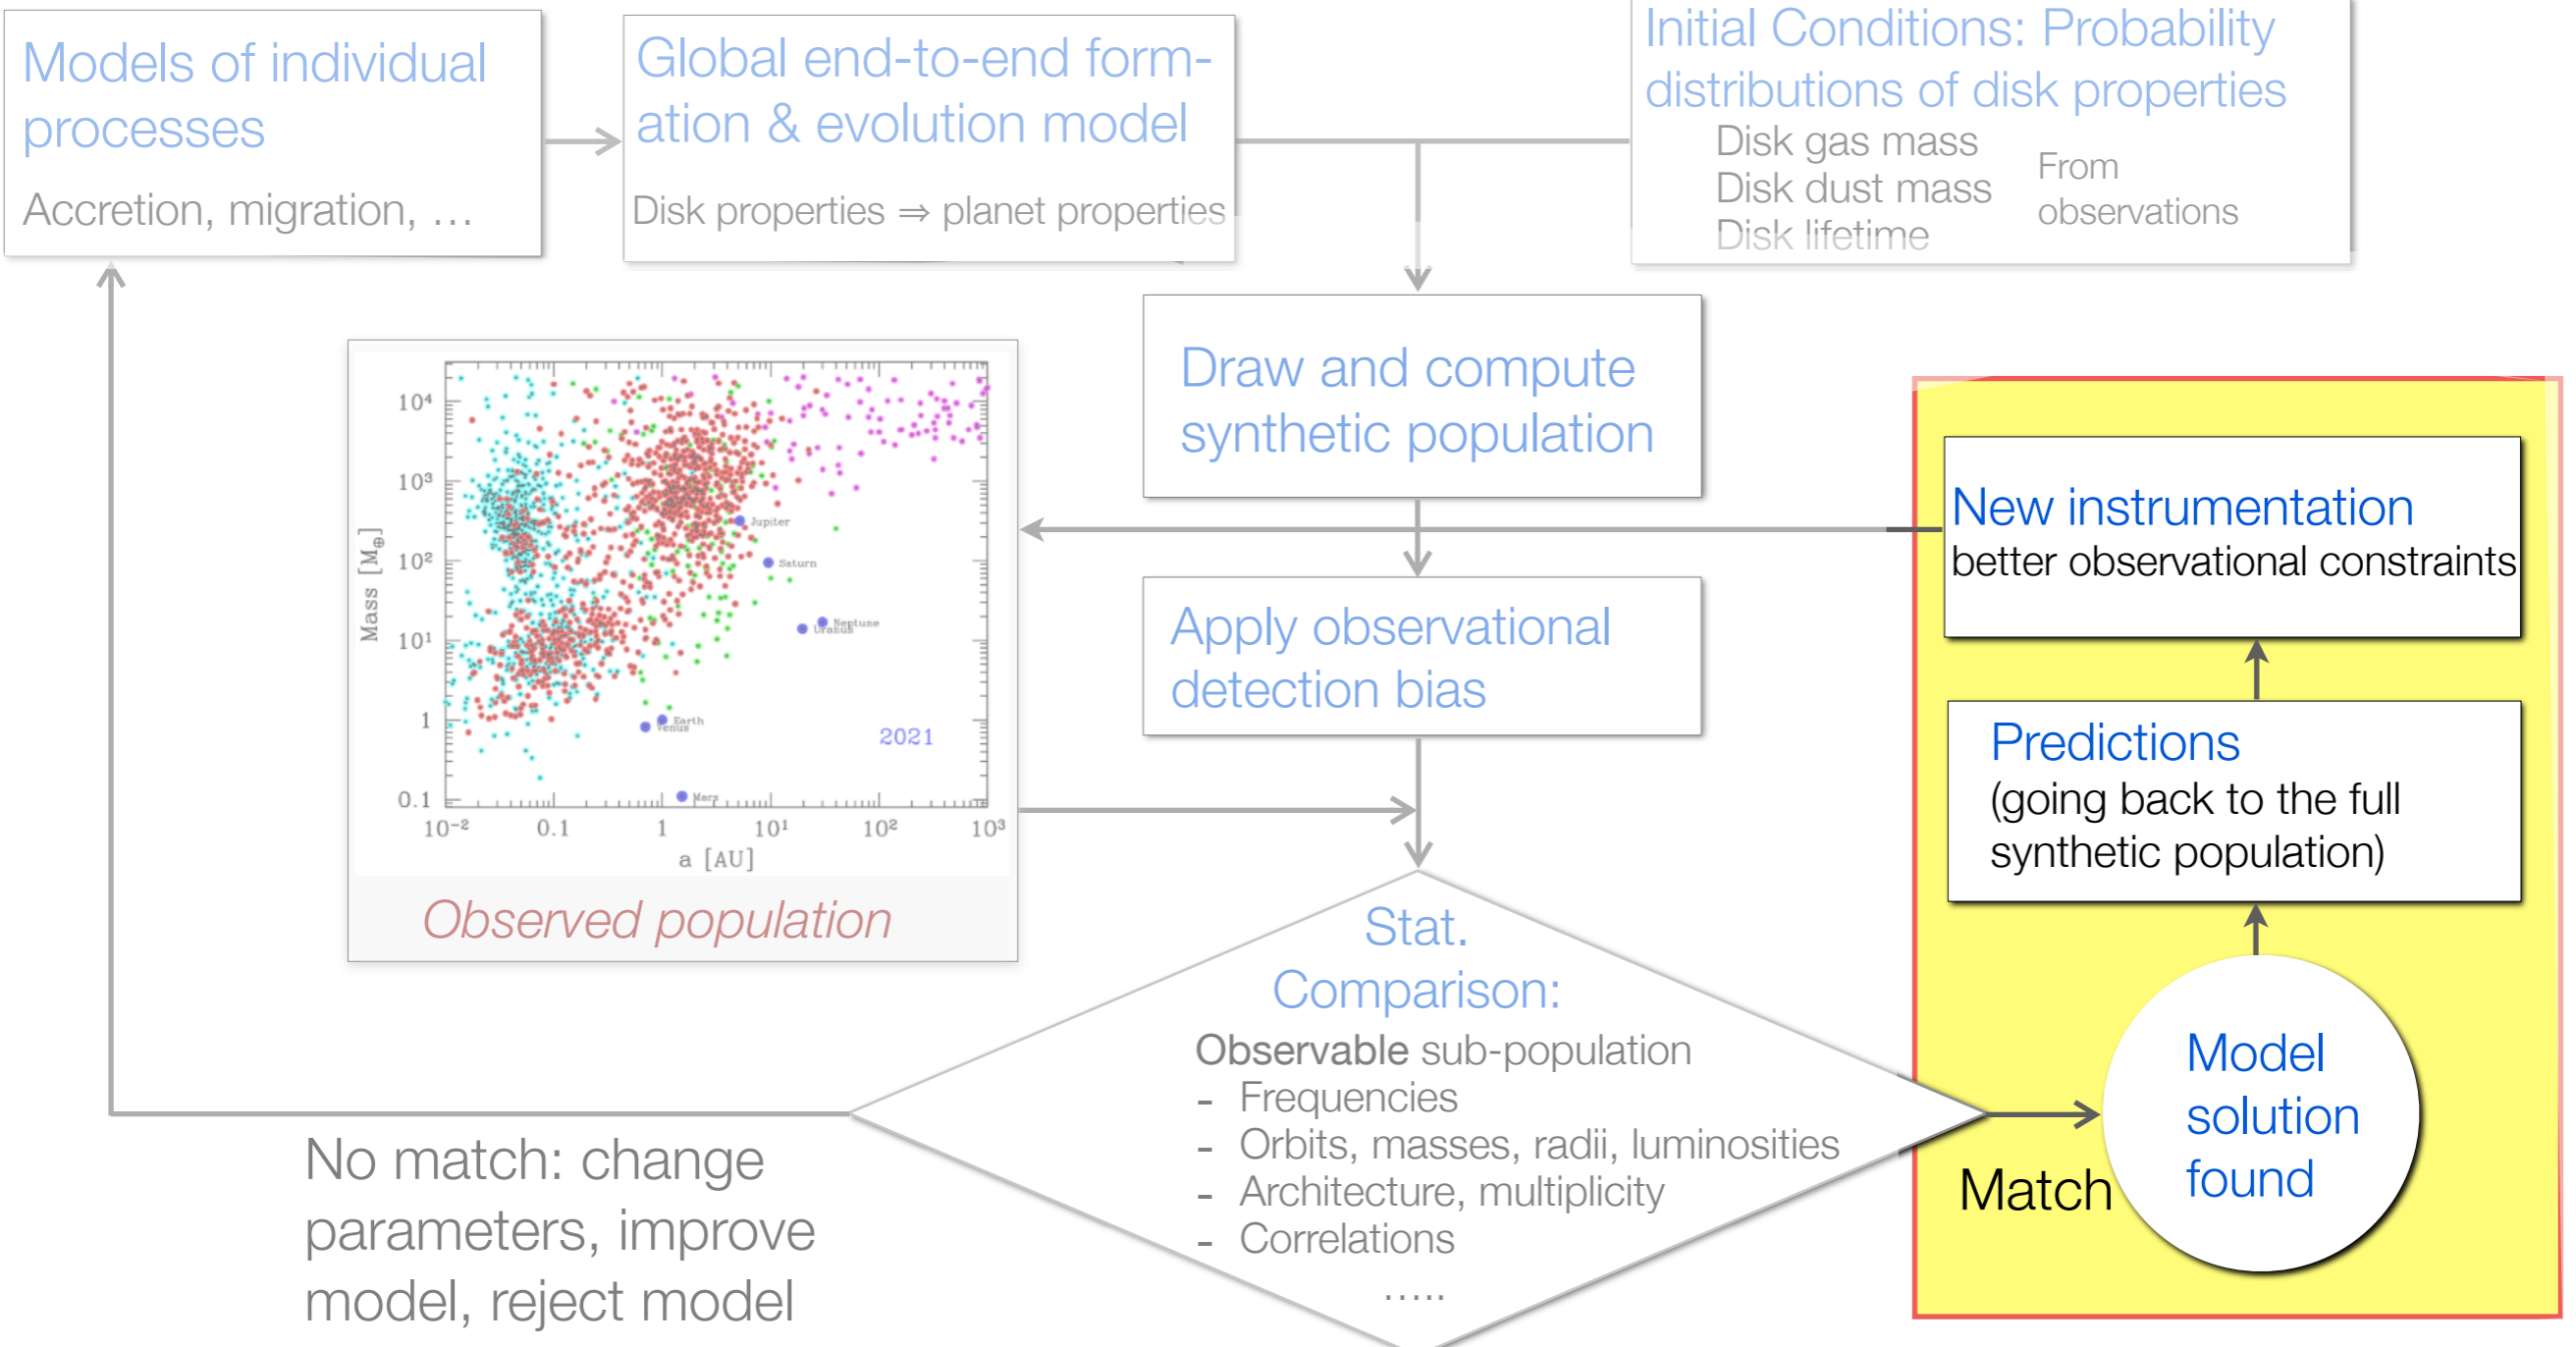 Models of individual
processes
Accretion, migration, …
Global end-to-end form-
ation & evolution model
Disk properties ⇒ planet properties
Initial Conditions: Probability
distributions of disk properties
Disk gas mass
Disk dust mass
Disk lifetime
From
observations
Draw and compute
synthetic population
Apply observational
detection bias
Mass [M⊕]
10⁴
10³
10²
10¹
1
0.1
Jupiter
Saturn
Neptune
Uranus
Earth
Venus
Mars
2021
10⁻² 0.1 1 10¹ 10² 10³
a [AU]
Observed population
Stat.
Comparison:
Observable sub-population
- Frequencies
- Orbits, masses, radii, luminosities
- Architecture, multiplicity
- Correlations
.....
No match: change
parameters, improve
model, reject model
New instrumentation
better observational constraints
Predictions
(going back to the full
synthetic population)
Model
solution
found
Match